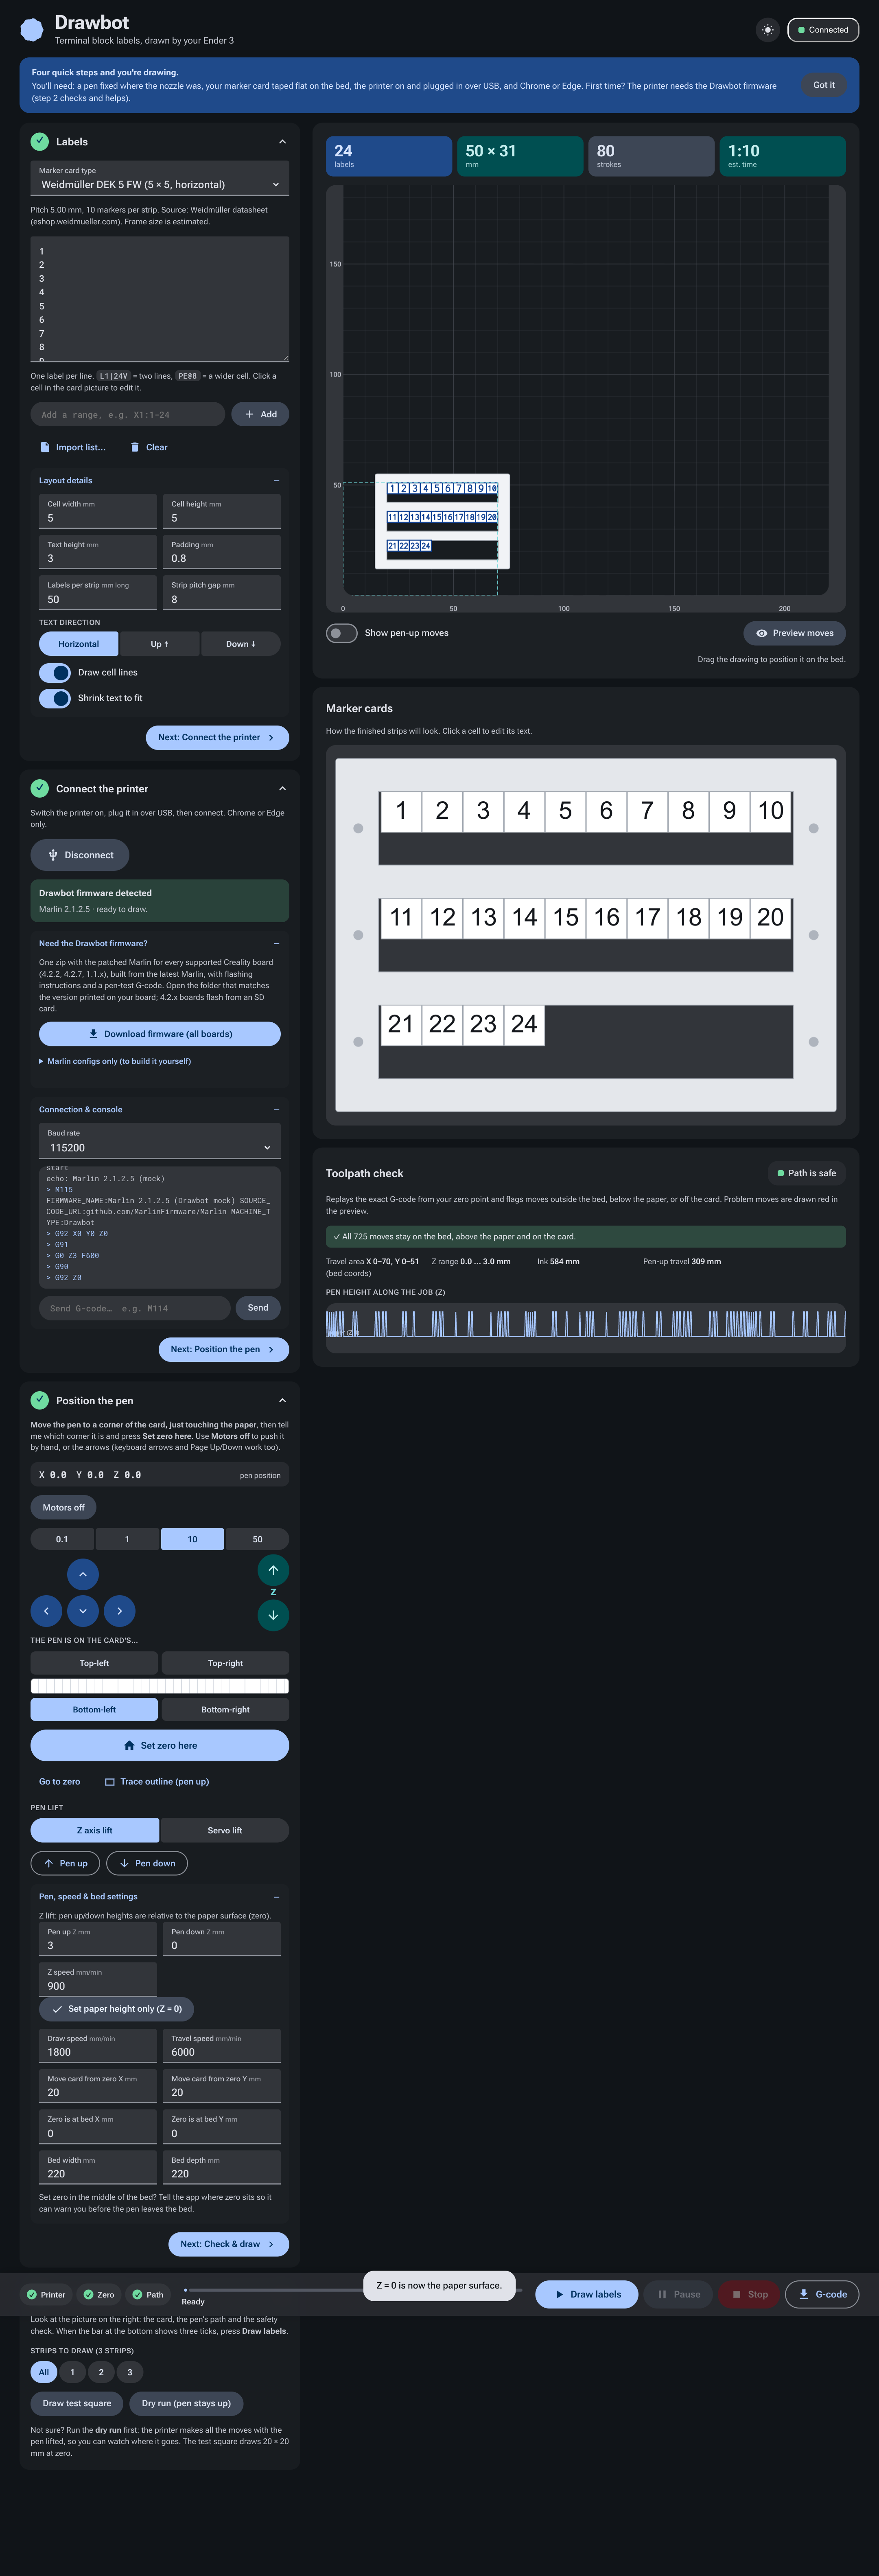 Drawbot
Terminal block labels, drawn by your Ender 3
Connected
Four quick steps and you're drawing.
You'll need: a pen fixed where the nozzle was, your marker card taped flat on the bed, the printer on and plugged in over USB, and Chrome or Edge. First time? The printer needs the Drawbot firmware
(step 2 checks and helps).
Got it
Labels
Marker card type
Weidmüller DEK 5 FW (5 × 5, horizontal)
Pitch 5.00 mm, 10 markers per strip. Source: Weidmüller datasheet
(eshop.weidmueller.com). Frame size is estimated.
1
2
3
4
5
6
7
8
9
One label per line. L1|24V = two lines, PE@8 = a wider cell. Click a
cell in the card picture to edit it.
Add a range, e.g. X1:1-24
Add
Import list...
Clear
Layout details
Cell width mm
5
Cell height mm
5
Text height mm
3
Padding mm
0.8
Labels per strip mm long
50
Strip pitch gap mm
8
TEXT DIRECTION
Horizontal
Up ↑
Down ↓
Draw cell lines
Shrink text to fit
Next: Connect the printer
Connect the printer
Switch the printer on, plug it in over USB, then connect. Chrome or Edge
only.
Disconnect
Drawbot firmware detected
Marlin 2.1.2.5 · ready to draw.
Need the Drawbot firmware?
One zip with the patched Marlin for every supported Creality board
(4.2.2, 4.2.7, 1.1.x), built from the latest Marlin, with flashing
instructions and a pen-test G-code. Open the folder that matches
the version printed on your board; 4.2.x boards flash from an SD
card.
Download firmware (all boards)
Marlin configs only (to build it yourself)
Connection & console
Baud rate
115200
start
echo: Marlin 2.1.2.5 (mock)
> M115
FIRMWARE_NAME:Marlin 2.1.2.5 (Drawbot mock) SOURCE_
CODE_URL:github.com/MarlinFirmware/Marlin MACHINE_T
YPE:Drawbot
> G92 X0 Y0 Z0
> G91
> G0 Z3 F600
> G90
> G92 Z0
Send G-code… e.g. M114
Send
Next: Position the pen
Position the pen
Move the pen to a corner of the card, just touching the paper, then tell
me which corner it is and press Set zero here. Use Motors off to push it
by hand, or the arrows (keyboard arrows and Page Up/Down work too).
X 0.0 Y 0.0 Z 0.0
pen position
Motors off
0.1
1
10
50
Z
THE PEN IS ON THE CARD'S...
Top-left
Top-right
Bottom-left
Bottom-right
Set zero here
Go to zero
Trace outline (pen up)
PEN LIFT
Z axis lift
Servo lift
Pen up
Pen down
Pen, speed & bed settings
Z lift: pen up/down heights are relative to the paper surface (zero).
Pen up Z mm
3
Pen down Z mm
0
Z speed mm/min
900
Set paper height only (Z = 0)
Draw speed mm/min
1800
Travel speed mm/min
6000
Move card from zero X mm
20
Move card from zero Y mm
20
Zero is at bed X mm
0
Zero is at bed Y mm
0
Bed width mm
220
Bed depth mm
220
Set zero in the middle of the bed? Tell the app where zero sits so it
can warn you before the pen leaves the bed.
Next: Check & draw
Printer
Zero
Path
Ready
Z = 0 is now the paper surface.
Draw labels
Pause
Stop
G-code
Look at the picture on the right: the card, the pen's path and the safety
check. When the bar at the bottom shows three ticks, press Draw labels.
STRIPS TO DRAW (3 STRIPS)
All
1
2
3
Draw test square
Dry run (pen stays up)
Not sure? Run the dry run first: the printer makes all the moves with the
pen lifted, so you can watch where it goes. The test square draws 20 × 20
mm at zero.
24
labels
50 × 31
mm
80
strokes
1:10
est. time
150
100
50
1 2 3 4 5 6 7 8 9 10
11 12 13 14 15 16 17 18 19 20
21 22 23 24
0 50 100 150 200
Show pen-up moves
Preview moves
Drag the drawing to position it on the bed.
Marker cards
How the finished strips will look. Click a cell to edit its text.
1 2 3 4 5 6 7 8 9 10
11 12 13 14 15 16 17 18 19 20
21 22 23 24
Toolpath check
Path is safe
Replays the exact G-code from your zero point and flags moves outside the bed, below the paper, or off the card. Problem moves are drawn red in
the preview.
✓ All 725 moves stay on the bed, above the paper and on the card.
Travel area X 0–70, Y 0–51
(bed coords)
Z range 0.0 … 3.0 mm
Ink 584 mm
Pen-up travel 309 mm
PEN HEIGHT ALONG THE JOB (Z)